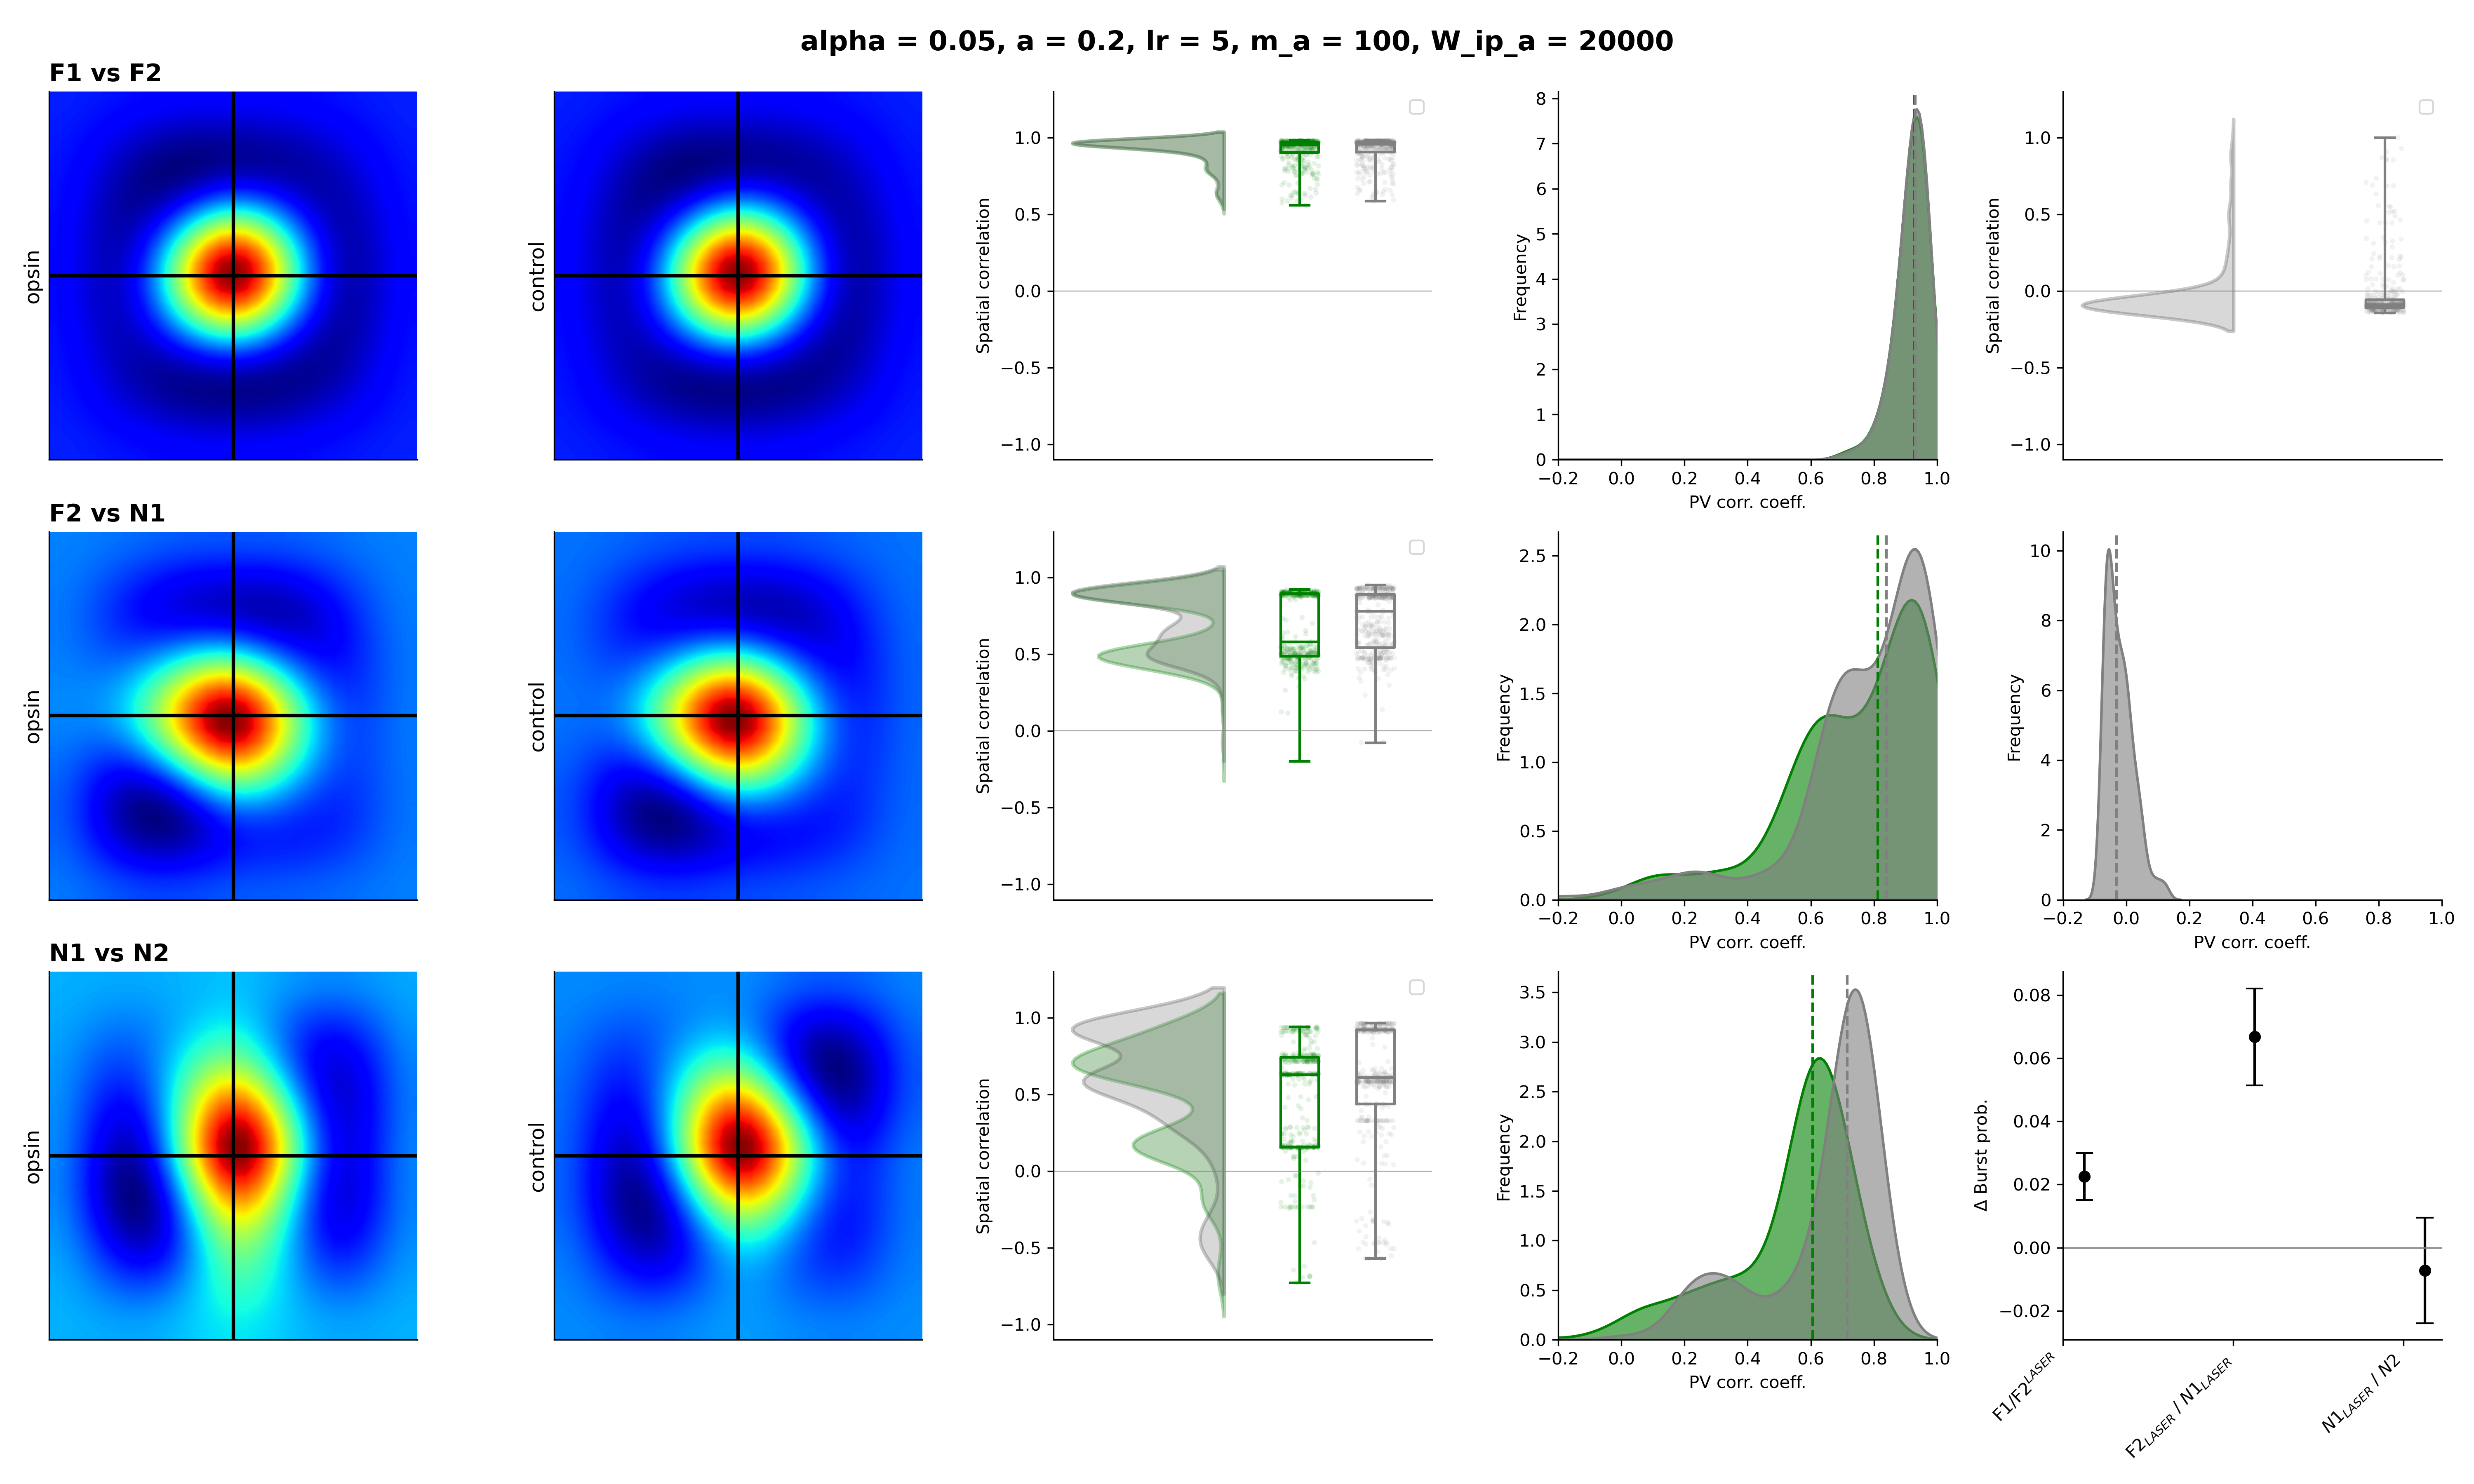 alpha = 0.05, a = 0.2, lr = 5, m_a = 100, W_ip_a = 20000
F1 vs F2
opsin
control
Spatial correlation
1.0
0.5
0.0
−0.5
−1.0
Frequency
8
7
6
5
4
3
2
1
0
−0.2 0.0 0.2 0.4 0.6 0.8 1.0
PV corr. coeff.
Spatial correlation
1.0
0.5
0.0
−0.5
−1.0
F2 vs N1
opsin
control
Spatial correlation
1.0
0.5
0.0
−0.5
−1.0
Frequency
2.5
2.0
1.5
1.0
0.5
0.0
−0.2 0.0 0.2 0.4 0.6 0.8 1.0
PV corr. coeff.
Frequency
10
8
6
4
2
0
−0.2 0.0 0.2 0.4 0.6 0.8 1.0
PV corr. coeff.
N1 vs N2
opsin
control
Spatial correlation
1.0
0.5
0.0
−0.5
−1.0
Frequency
3.5
3.0
2.5
2.0
1.5
1.0
0.5
0.0
−0.2 0.0 0.2 0.4 0.6 0.8 1.0
PV corr. coeff.
Δ Burst prob.
0.08
0.06
0.04
0.02
0.00
−0.02
F1/F2^LASER
F2_LASER / N1_LASER
N1_LASER / N2